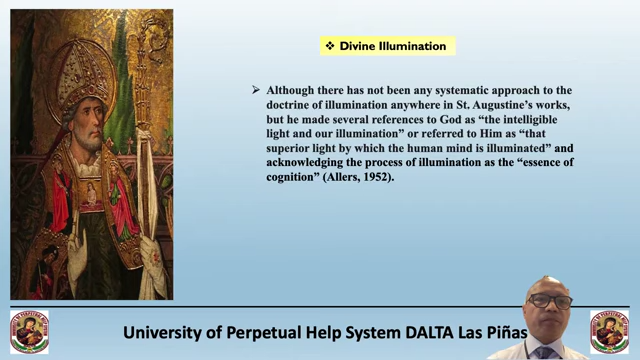 ❖ Divine Illumination
➢ Although there has not been any systematic approach to the
doctrine of illumination anywhere in St. Augustine's works,
but he made several references to God as "the intelligible
light and our illumination" or referred to Him as "that
superior light by which the human mind is illuminated" and
acknowledging the process of illumination as the "essence of
cognition" (Allers, 1952).
University of Perpetual Help System DALTA Las Piñas